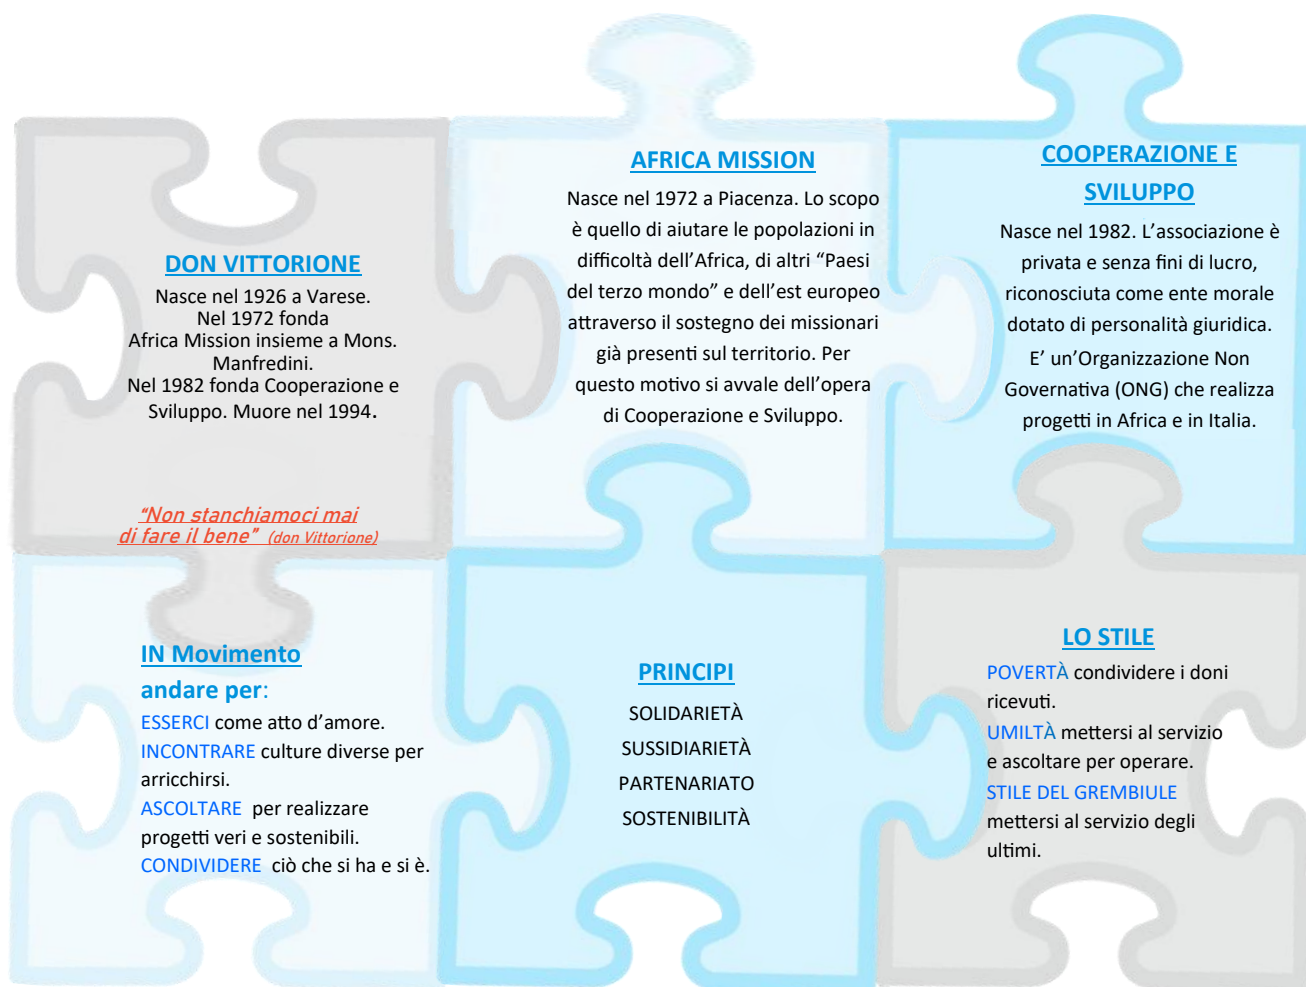 DON VITTORIONE
Nasce nel 1926 a Varese.
Nel 1972 fonda
Africa Mission insieme a Mons.
Manfredini.
Nel 1982 fonda Cooperazione e
Sviluppo. Muore nel 1994.
“Non stanchiamoci mai
di fare il bene” (don Vittorione)
AFRICA MISSION
Nasce nel 1972 a Piacenza. Lo scopo
è quello di aiutare le popolazioni in
difficoltà dell’Africa, di altri “Paesi
del terzo mondo” e dell’est europeo
attraverso il sostegno dei missionari
già presenti sul territorio. Per
questo motivo si avvale dell’opera
di Cooperazione e Sviluppo.
COOPERAZIONE E
SVILUPPO
Nasce nel 1982. L’associazione è
privata e senza fini di lucro,
riconosciuta come ente morale
dotato di personalità giuridica.
E’ un’Organizzazione Non
Governativa (ONG) che realizza
progetti in Africa e in Italia.
IN Movimento
andare per:
ESSERCI come atto d’amore.
INCONTRARE culture diverse per
arricchirsi.
ASCOLTARE per realizzare
progetti veri e sostenibili.
CONDIVIDERE ciò che si ha e si è.
PRINCIPI
SOLIDARIETÀ
SUSSIDIARIETÀ
PARTENARIATO
SOSTENIBILITÀ
LO STILE
POVERTÀ condividere i doni
ricevuti.
UMILTÀ mettersi al servizio
e ascoltare per operare.
STILE DEL GREMBIULE
mettersi al servizio degli
ultimi.